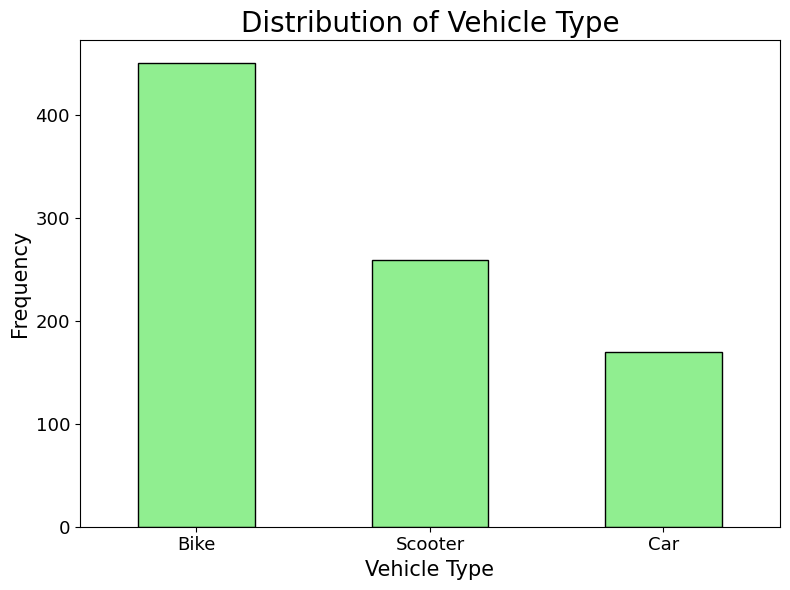 Distribution of Vehicle Type
Frequency
400
300
200
100
0
Bike Scooter Car
Vehicle Type